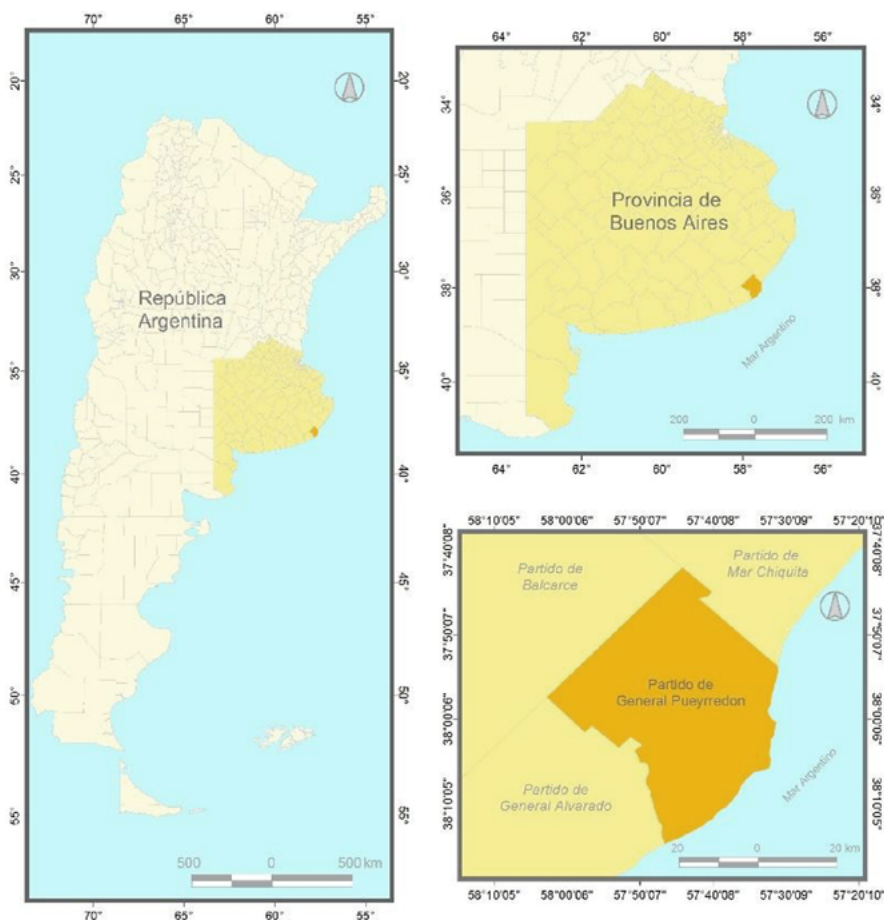 70° 65° 60° 55°
20° 20°
25° 25°
30° 30°
República
Argentina
35° 35°
40° 40°
45° 45°
50° 50°
55° 55°
500 0 500 km
70° 65° 60° 55°
64° 62° 60° 58° 56°
34° 34°
36° 36°
Provincia de
Buenos Aires
38° 38°
Mar Argentino
40° 40°
200 0 200 km
64° 62° 60° 58° 56°
58°10'05" 58°00'06" 57°50'07" 57°40'08" 57°30'09" 57°20'10"
37°40'08" 37°40'08"
Partido de
Balcarce
Partido de
Mar Chiquita
37°50'07" 37°50'07"
Partido de
General Pueyrredon
38°00'06" 38°00'06"
Mar Argentino
Partido de
General Alvarado
38°10'05" 38°10'05"
20 0 20 km
58°10'05" 58°00'06" 57°50'07" 57°40'08" 57°30'09" 57°20'10"